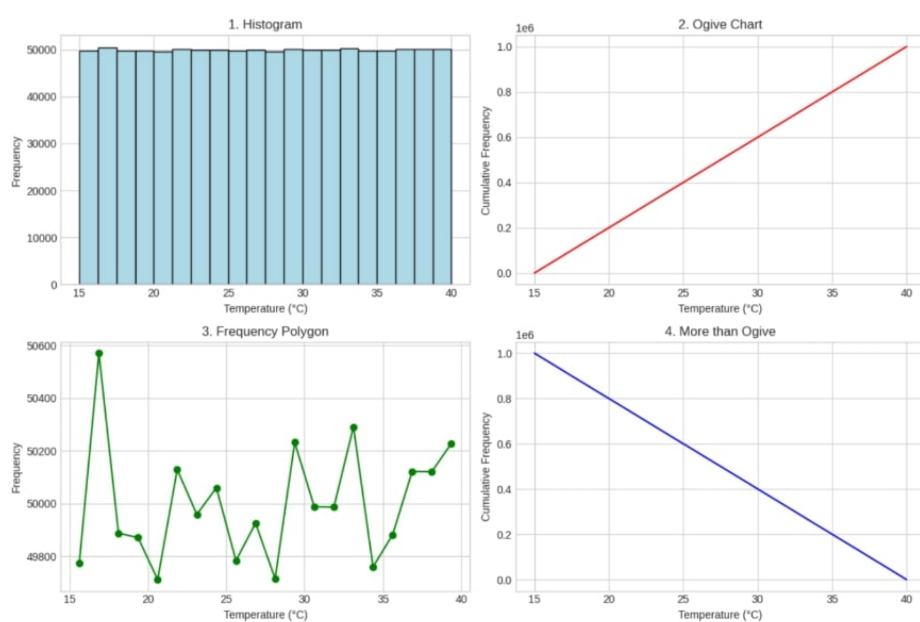 1. Histogram
Frequency
50000
40000
30000
20000
10000
0
15 20 25 30 35 40
Temperature (°C)
2. Ogive Chart
1e6
Cumulative Frequency
1.0
0.8
0.6
0.4
0.2
0.0
15 20 25 30 35 40
Temperature (°C)
3. Frequency Polygon
Frequency
50600
50400
50200
50000
49800
15 20 25 30 35 40
Temperature (°C)
4. More than Ogive
1e6
Cumulative Frequency
1.0
0.8
0.6
0.4
0.2
0.0
15 20 25 30 35 40
Temperature (°C)